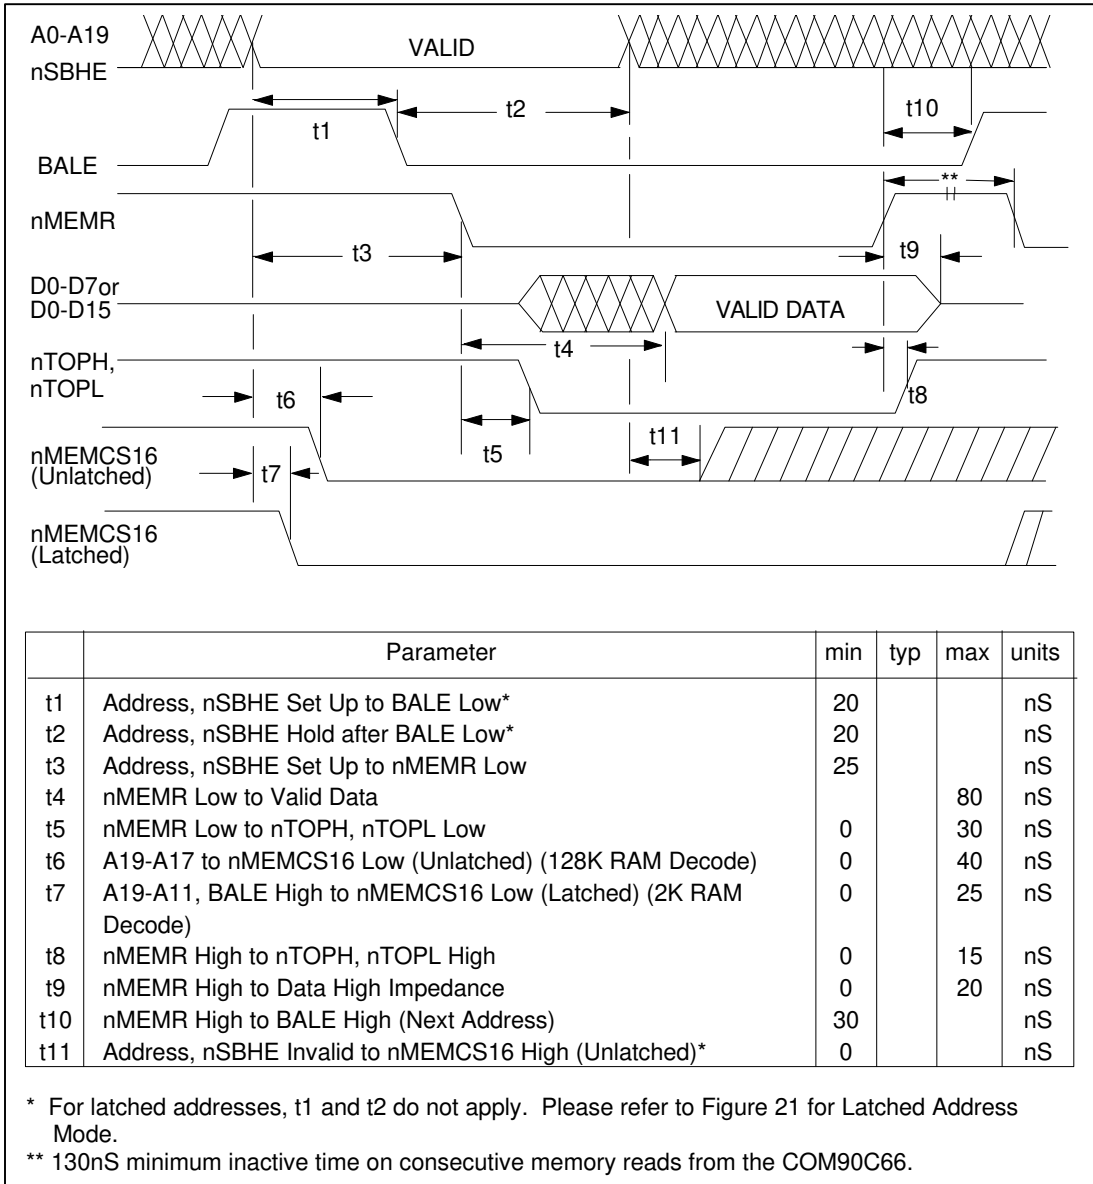 A0-A19
nSBHE
VALID
t1
t2
t10
BALE
**
nMEMR
t3
t9
D0-D7or
D0-D15
VALID DATA
t4
nTOPH,
nTOPL
t6
t8
t5
t11
nMEMCS16
(Unlatched)
t7
nMEMCS16
(Latched)
Parameter min typ max units
t1 Address, nSBHE Set Up to BALE Low* 20 nS
t2 Address, nSBHE Hold after BALE Low* 20 nS
t3 Address, nSBHE Set Up to nMEMR Low 25 nS
t4 nMEMR Low to Valid Data 80 nS
t5 nMEMR Low to nTOPH, nTOPL Low 0 30 nS
t6 A19-A17 to nMEMCS16 Low (Unlatched) (128K RAM Decode) 0 40 nS
t7 A19-A11, BALE High to nMEMCS16 Low (Latched) (2K RAM 0 25 nS
Decode)
t8 nMEMR High to nTOPH, nTOPL High 0 15 nS
t9 nMEMR High to Data High Impedance 0 20 nS
t10 nMEMR High to BALE High (Next Address) 30 nS
t11 Address, nSBHE Invalid to nMEMCS16 High (Unlatched)* 0 nS
* For latched addresses, t1 and t2 do not apply. Please refer to Figure 21 for Latched Address
Mode.
** 130nS minimum inactive time on consecutive memory reads from the COM90C66.